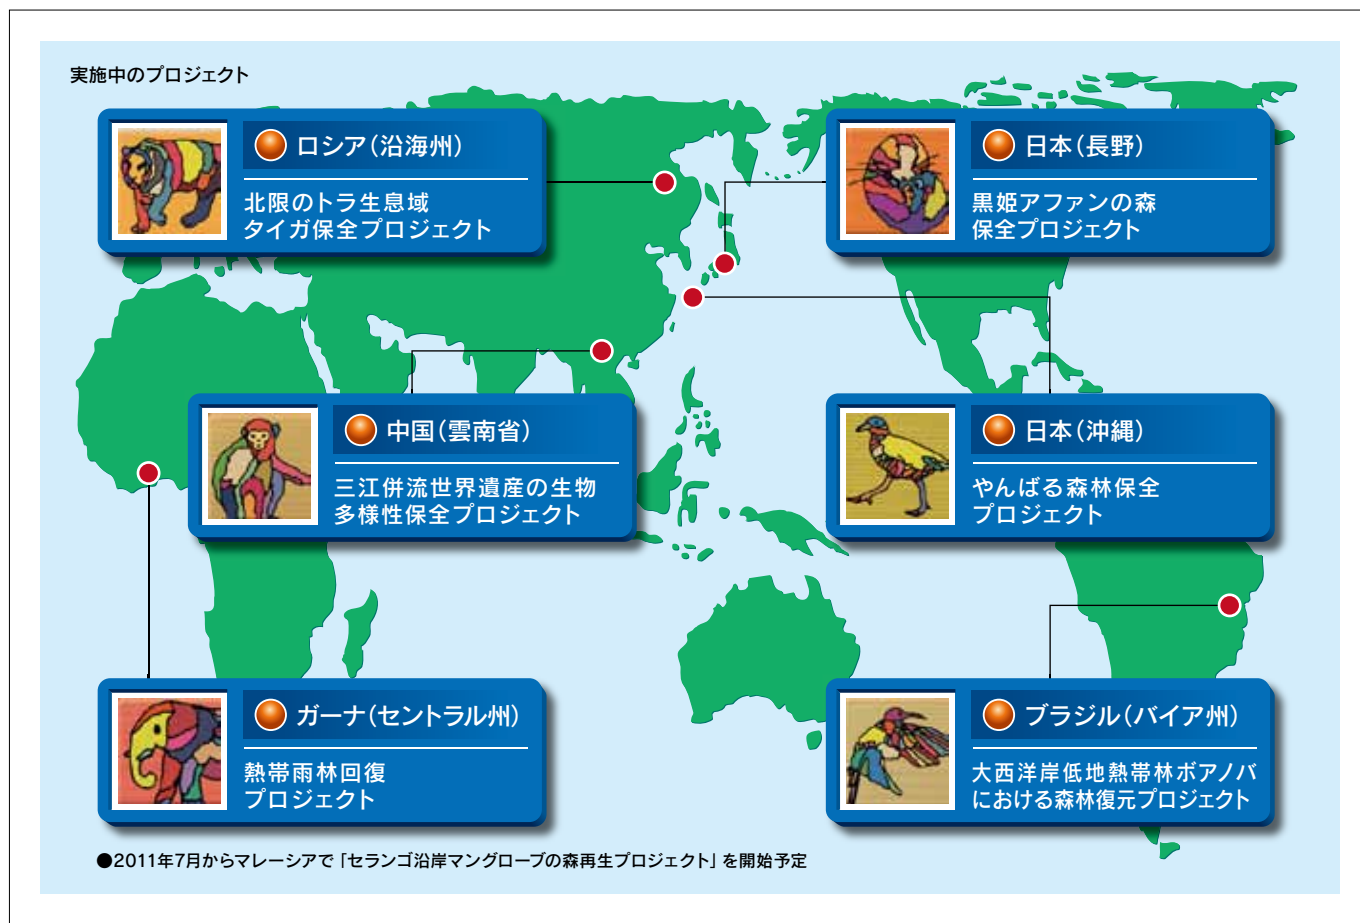 実施中のプロジェクト
ロシア（沿海州）
北限のトラ生息域
タイガ保全プロジェクト
日本（長野）
黒姫アファンの森
保全プロジェクト
中国（雲南省）
三江併流世界遺産の生物
多様性保全プロジェクト
日本（沖縄）
やんばる森林保全
プロジェクト
ガーナ（セントラル州）
熱帯雨林回復
プロジェクト
ブラジル（バイア州）
大西洋岸低地熱帯林ボアノバ
における森林復元プロジェクト
●2011年7月からマレーシアで「セランゴ沿岸マングローブの森再生プロジェクト」を開始予定